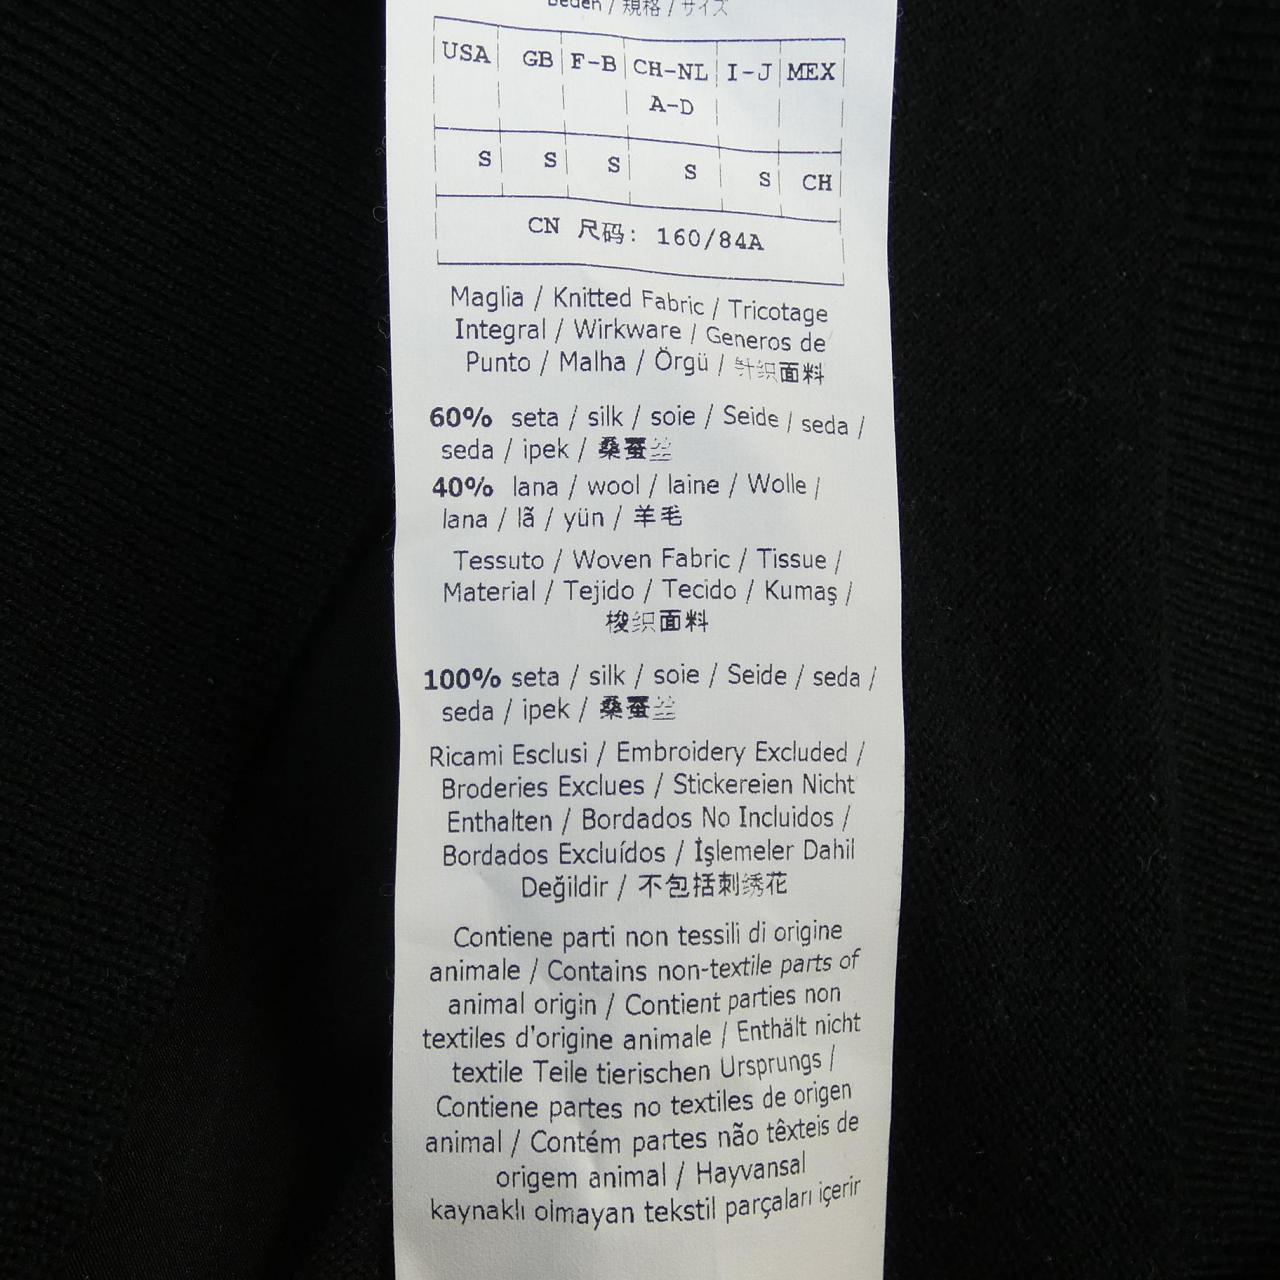 Beden / 規格 / サイズ
USA GB F-B CH-NL I-J MEX
A-D
S S S S S CH
CN 尺码: 160/84A
Maglia / Knitted Fabric / Tricotage
Integral / Wirkware / Generos de
Punto / Malha / Örgü / 针织面料
60% seta / silk / soie / Seide / seda /
seda / ipek / 桑蚕丝
40% lana / wool / laine / Wolle /
lana / lã / yün / 羊毛
Tessuto / Woven Fabric / Tissue /
Material / Tejido / Tecido / Kumaş /
梭织面料
100% seta / silk / soie / Seide / seda /
seda / ipek / 桑蚕丝
Ricami Esclusi / Embroidery Excluded /
Broderies Exclues / Stickereien Nicht
Enthalten / Bordados No Incluidos /
Bordados Excluídos / İşlemeler Dahil
Değildir / 不包括刺绣花
Contiene parti non tessili di origine
animale / Contains non-textile parts of
animal origin / Contient parties non
textiles d'origine animale / Enthält nicht
textile Teile tierischen Ursprungs /
Contiene partes no textiles de origen
animal / Contém partes não têxteis de
origem animal / Hayvansal
kaynaklı olmayan tekstil parçaları içerir